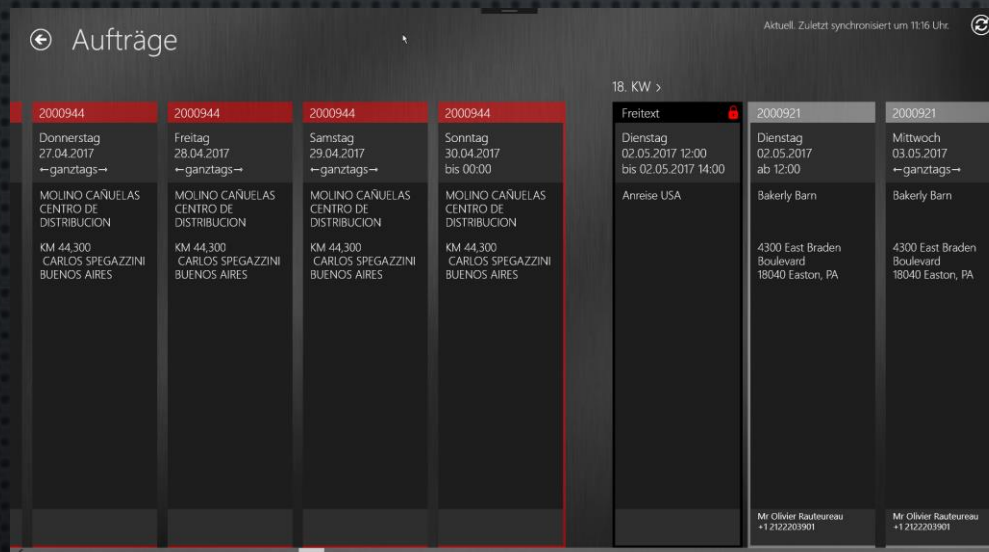 Aufträge
Aktuell. Zuletzt synchronisiert um 11:16 Uhr.
2000944
Donnerstag
27.04.2017
←ganztags→
MOLINO CAÑUELAS
CENTRO DE
DISTRIBUCION
KM 44,300
CARLOS SPEGAZZINI
BUENOS AIRES
2000944
Freitag
28.04.2017
←ganztags→
MOLINO CAÑUELAS
CENTRO DE
DISTRIBUCION
KM 44,300
CARLOS SPEGAZZINI
BUENOS AIRES
2000944
Samstag
29.04.2017
←ganztags→
MOLINO CAÑUELAS
CENTRO DE
DISTRIBUCION
KM 44,300
CARLOS SPEGAZZINI
BUENOS AIRES
2000944
Sonntag
30.04.2017
bis 00:00
MOLINO CAÑUELAS
CENTRO DE
DISTRIBUCION
KM 44,300
CARLOS SPEGAZZINI
BUENOS AIRES
18. KW >
Freitext
Dienstag
02.05.2017 12:00
bis 02.05.2017 14:00
Anreise USA
2000921
Dienstag
02.05.2017
ab 12:00
Bakerly Barn
4300 East Braden
Boulevard
18040 Easton, PA
Mr Olivier Rauteureau
+1 2122203901
2000921
Mittwoch
03.05.2017
←ganztags→
Bakerly Barn
4300 East Braden
Boulevard
18040 Easton, PA
Mr Olivier Rauteureau
+1 2122203901